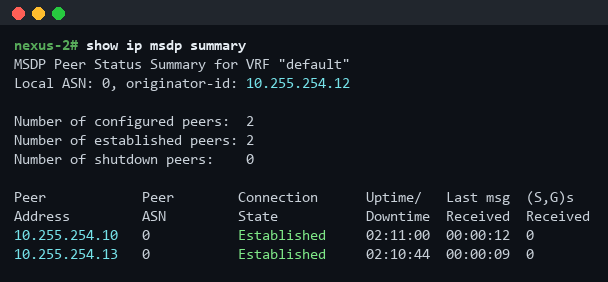 nexus-2# show ip msdp summary
MSDP Peer Status Summary for VRF "default"
Local ASN: 0, originator-id: 10.255.254.12
Number of configured peers:  2
Number of established peers: 2
Number of shutdown peers:    0
Peer            Peer        Connection      Uptime/   Last msg  (S,G)s
Address         ASN         State           Downtime  Received  Received
10.255.254.10   0           Established     02:11:00  00:00:12  0
10.255.254.13   0           Established     02:10:44  00:00:09  0